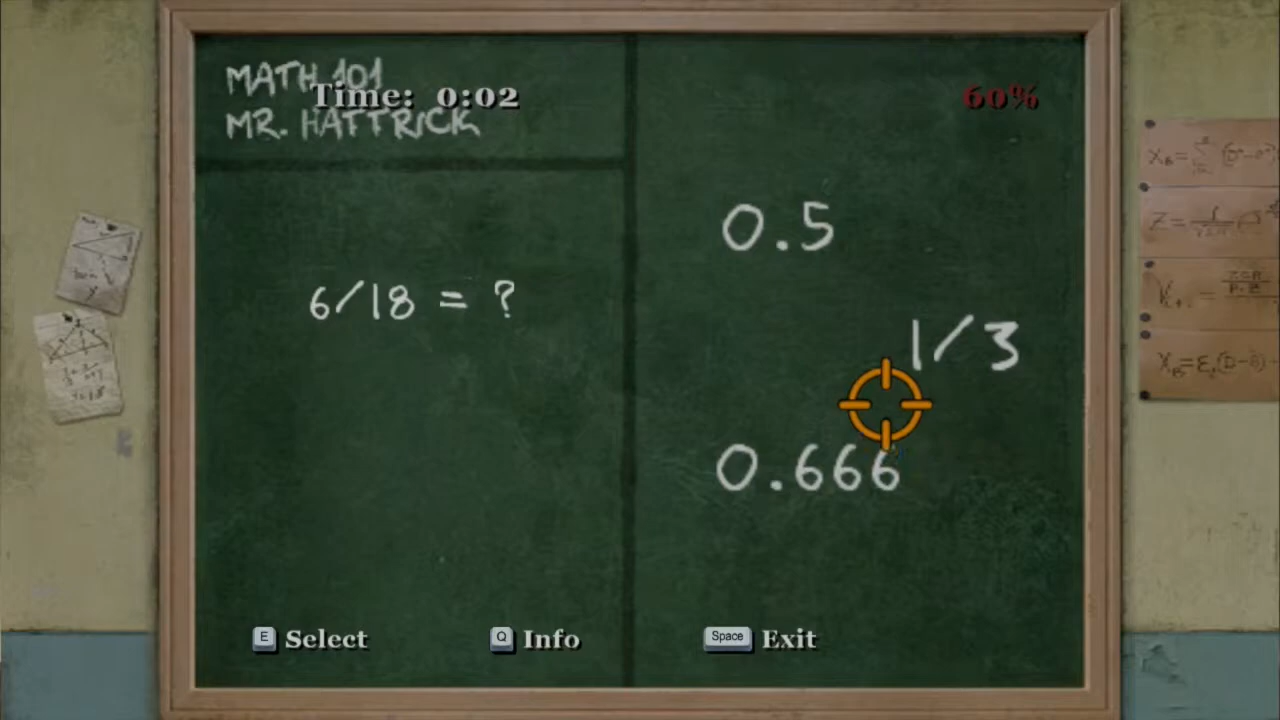 MATH 101
Time: 0:02
60%
MR. HATTRICK
0.5
6/18 = ?
1/3
0.666
E Select
Q Info
Space Exit